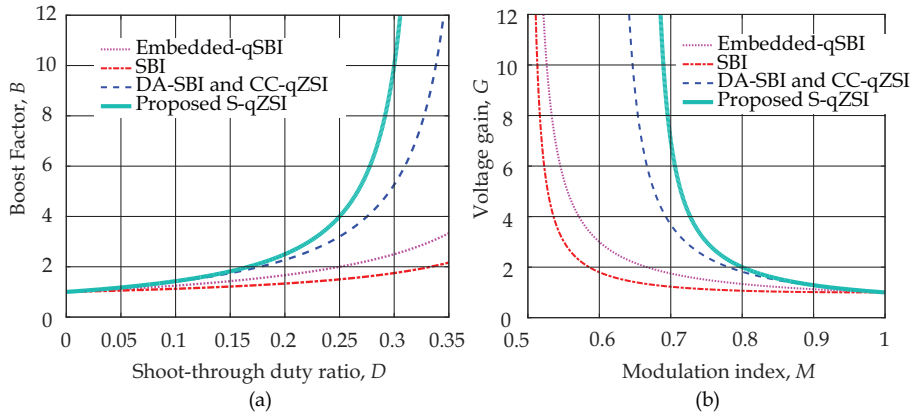 12
10
8
6
4
2
0
Boost Factor, B
Embedded-qSBI
SBI
DA-SBI and CC-qZSI
Proposed S-qZSI
0 0.05 0.1 0.15 0.2 0.25 0.3 0.35
Shoot-through duty ratio, D
(a)
12
10
8
6
4
2
0
Voltage gain, G
Embedded-qSBI
SBI
DA-SBI and CC-qZSI
Proposed S-qZSI
0.5 0.6 0.7 0.8 0.9 1
Modulation index, M
(b)